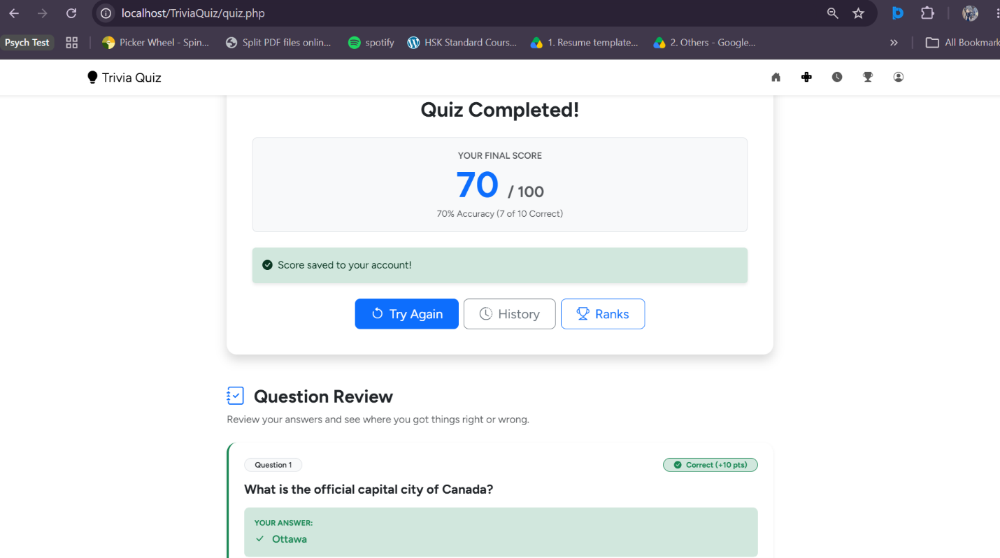 localhost/TriviaQuiz/quiz.php
Psych Test
Picker Wheel - Spin...
Split PDF files onlin...
spotify
HSK Standard Cours...
1. Resume template...
2. Others - Google...
»
All Bookmark
Trivia Quiz
Quiz Completed!
YOUR FINAL SCORE
70 / 100
70% Accuracy (7 of 10 Correct)
Score saved to your account!
Try Again
History
Ranks
Question Review
Review your answers and see where you got things right or wrong.
Question 1
Correct (+10 pts)
What is the official capital city of Canada?
YOUR ANSWER:
Ottawa